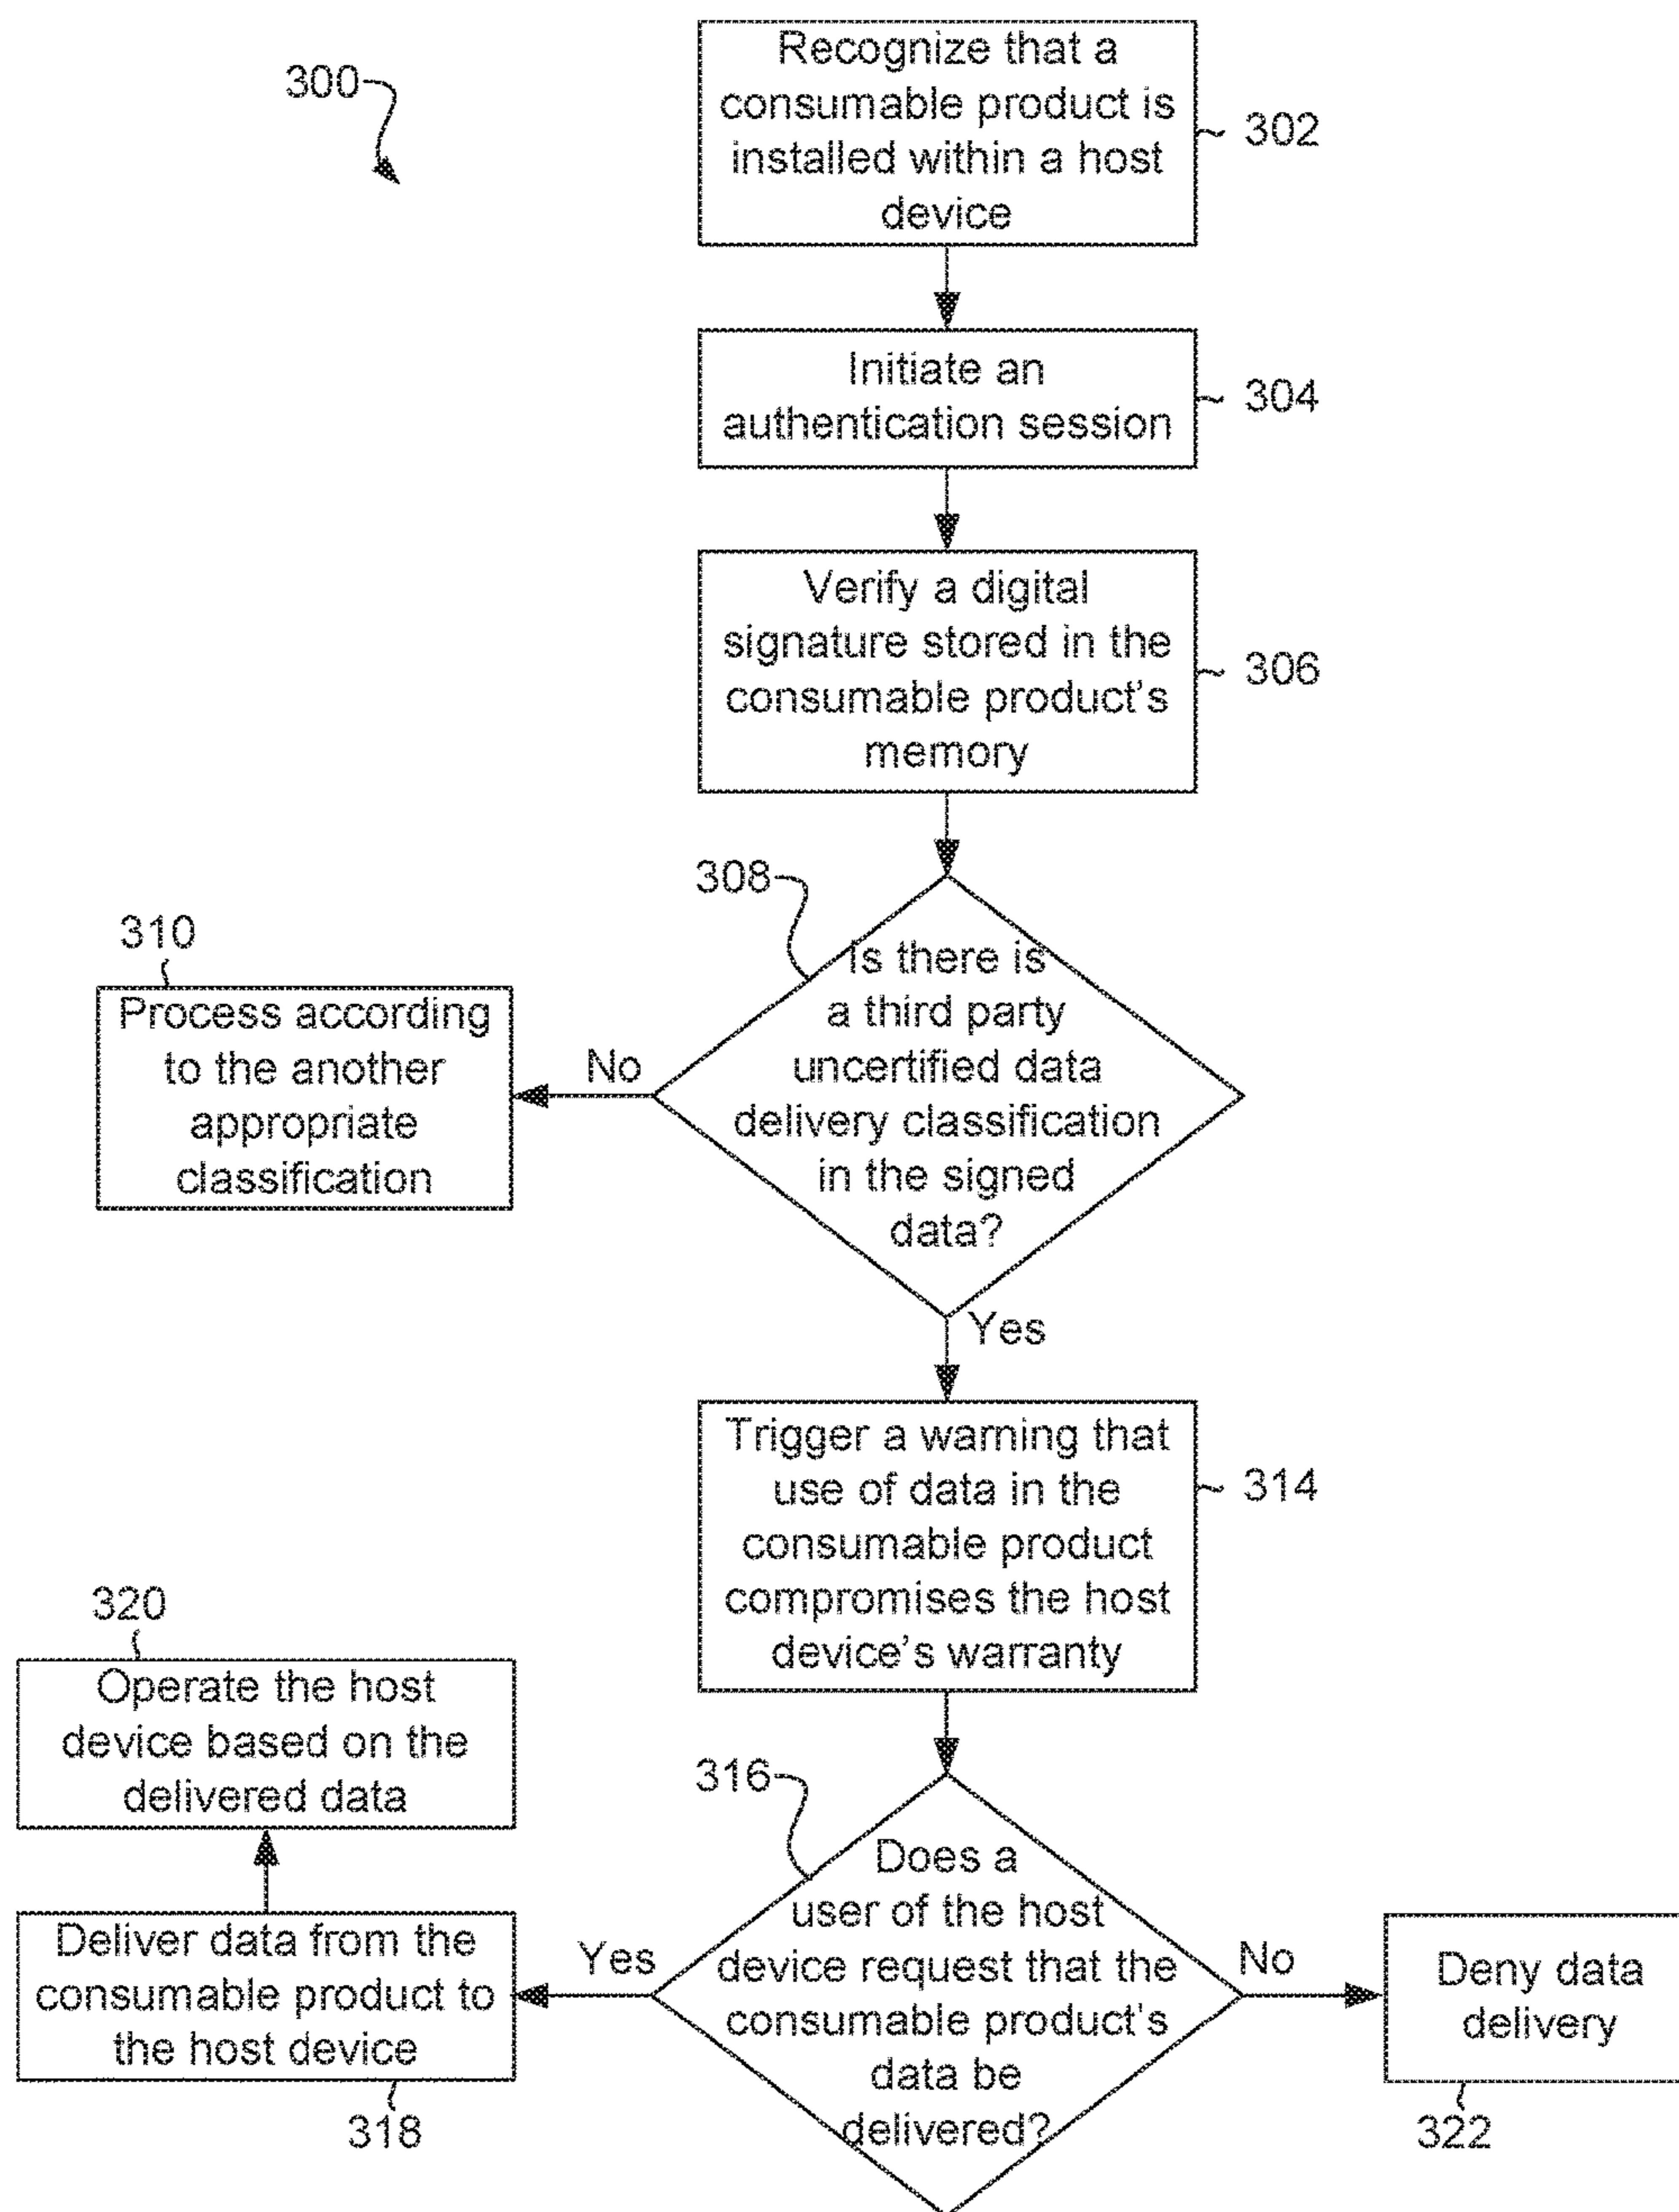 300
Recognize that a
consumable product is
installed within a host
device
302
Initiate an
authentication session
304
Verify a digital
signature stored in the
consumable product's
memory
306
308
Is there is
a third party
uncertified data
delivery classification
in the signed
data?
No
310
Process according
to the another
appropriate
classification
Yes
Trigger a warning that
use of data in the
consumable product
compromises the host
device's warranty
314
316
Does a
user of the host
device request that the
consumable product's
data be
delivered?
Yes
Deliver data from the
consumable product to
the host device
318
320
Operate the host
device based on the
delivered data
No
Deny data
delivery
322